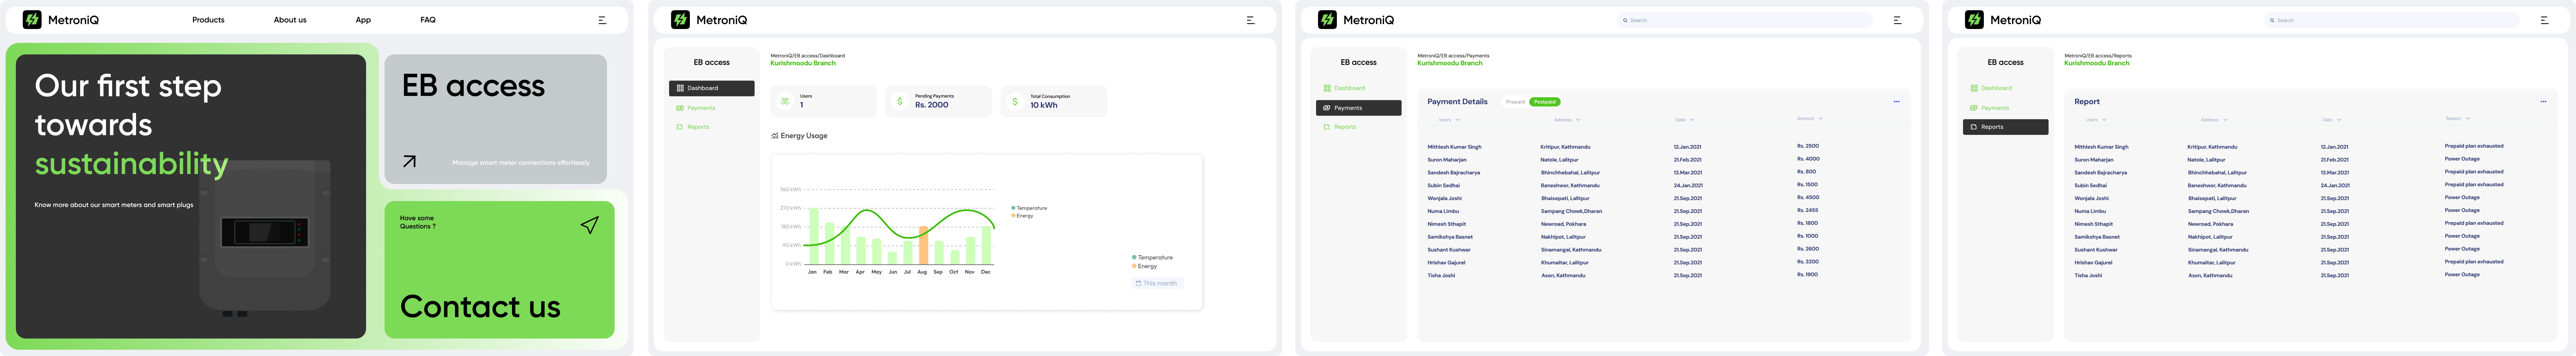 MetroniQ
Products
About us
App
FAQ
Our first step
towards
sustainability
Know more about our smart meters and smart plugs
EB access
Manage smart meter connections effortlessly
Have some
Questions ?
Contact us
MetroniQ
EB access
Dashboard
Payments
Reports
MetroniQ/EB access/Dashboard
Kurishmoodu Branch
Users
1
Pending Payments
Rs. 2000
Total Consumption
10 kWh
Energy Usage
360 kWh
270 kWh
180 kWh
90 kWh
0 kWh
Jan Feb Mar Apr May Jun Jul Aug Sep Oct Nov Dec
Temperature
Energy
Temperature
Energy
This month
MetroniQ
Search
EB access
Dashboard
Payments
Reports
MetroniQ/EB access/Payments
Kurishmoodu Branch
Payment Details Prepaid Postpaid
Users Address Date Amount
Mithlesh Kumar Singh Kritipur, Kathmandu 12.Jan.2021 Rs. 2500
Suron Maharjan Natole, Lalitpur 21.Feb.2021 Rs. 4000
Sandesh Bajracharya Bhinchhebahal, Lalitpur 13.Mar.2021 Rs. 800
Subin Sedhai Baneshwor, Kathmandu 24.Jan.2021 Rs. 1500
Wonjala Joshi Bhaisepati, Lalitpur 21.Sep.2021 Rs. 4500
Numa Limbu Sampang Chowk,Dharan 21.Sep.2021 Rs. 2455
Nimesh Sthapit Newroad, Pokhara 21.Sep.2021 Rs. 1800
Samikshya Basnet Nakhipot, Lalitpur 21.Sep.2021 Rs. 1000
Sushant Kushwar Sinamangal, Kathmandu 21.Sep.2021 Rs. 2600
Hrishav Gajurel Khumaltar, Lalitpur 21.Sep.2021 Rs. 3200
Tisha Joshi Ason, Kathmandu 21.Sep.2021 Rs. 1900
MetroniQ
Search
EB access
Dashboard
Payments
Reports
MetroniQ/EB access/Reports
Kurishmoodu Branch
Report
Users Address Date Reason
Mithlesh Kumar Singh Kritipur, Kathmandu 12.Jan.2021 Prepaid plan exhausted
Suron Maharjan Natole, Lalitpur 21.Feb.2021 Power Outage
Sandesh Bajracharya Bhinchhebahal, Lalitpur 13.Mar.2021 Prepaid plan exhausted
Subin Sedhai Baneshwor, Kathmandu 24.Jan.2021 Prepaid plan exhausted
Wonjala Joshi Bhaisepati, Lalitpur 21.Sep.2021 Power Outage
Numa Limbu Sampang Chowk,Dharan 21.Sep.2021 Power Outage
Nimesh Sthapit Newroad, Pokhara 21.Sep.2021 Prepaid plan exhausted
Samikshya Basnet Nakhipot, Lalitpur 21.Sep.2021 Power Outage
Sushant Kushwar Sinamangal, Kathmandu 21.Sep.2021 Power Outage
Hrishav Gajurel Khumaltar, Lalitpur 21.Sep.2021 Prepaid plan exhausted
Tisha Joshi Ason, Kathmandu 21.Sep.2021 Power Outage